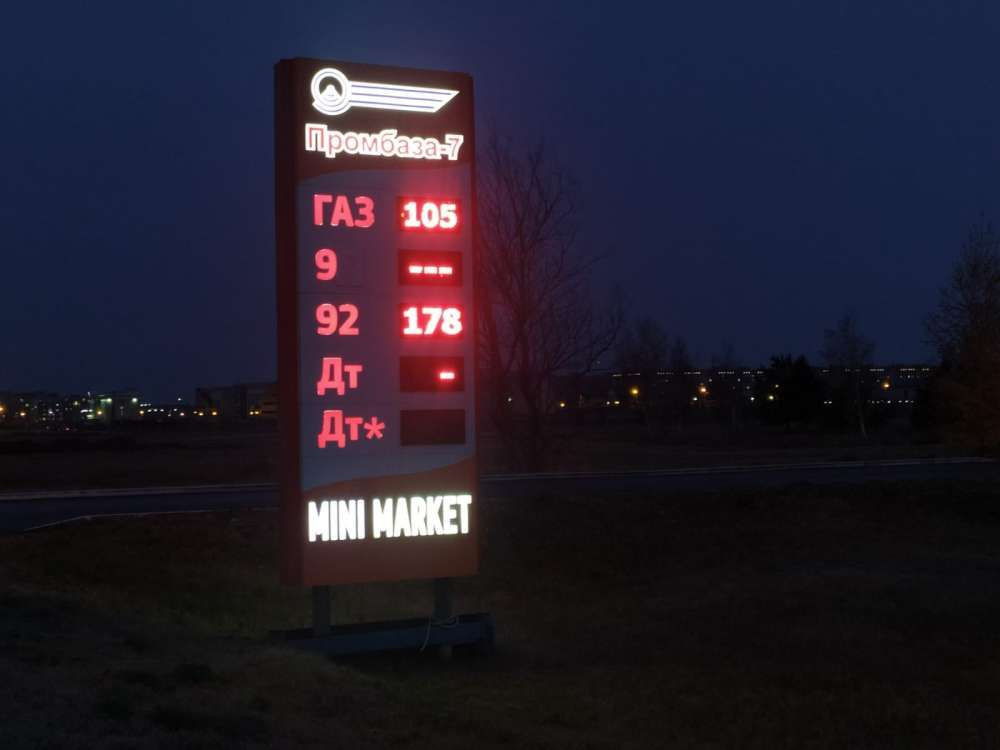 Промбаза-7
ГАЗ 105
9 ---
92 178
Дт -
Дт*
MINI MARKET